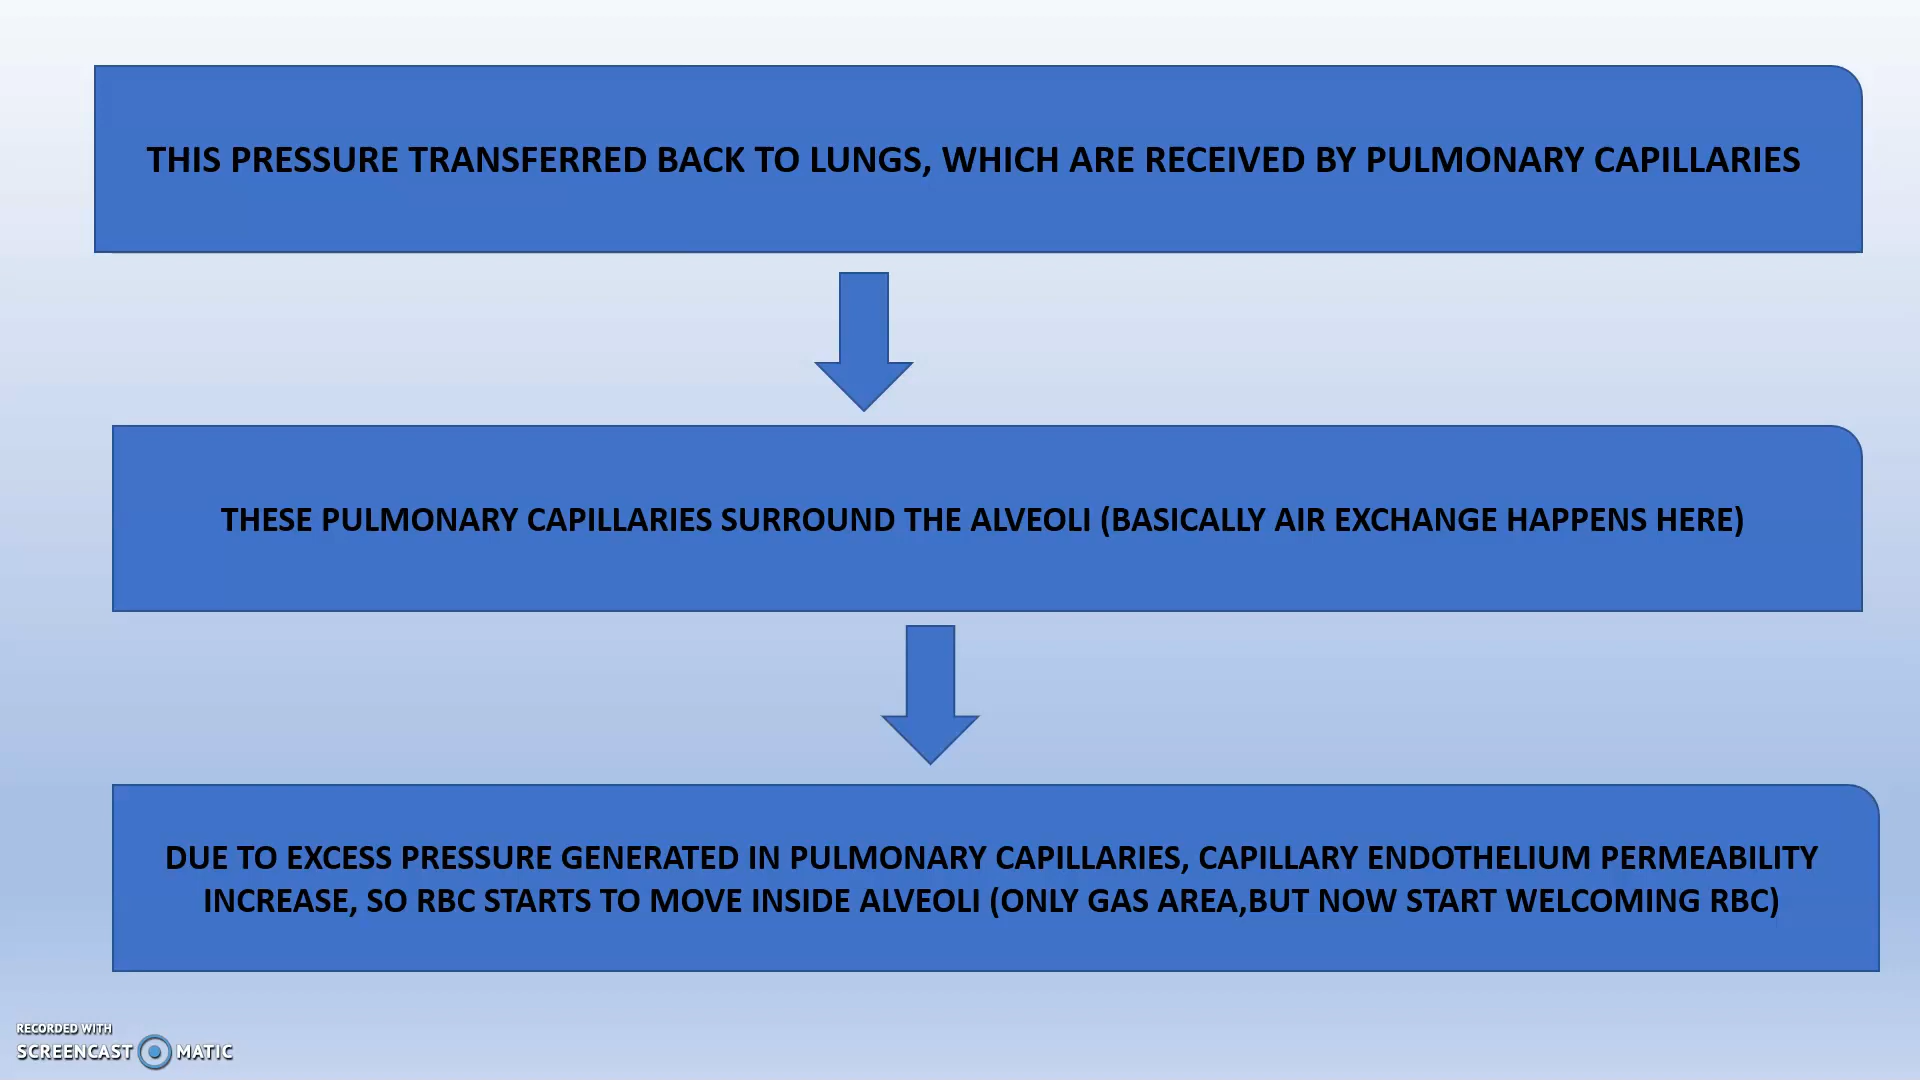 THIS PRESSURE TRANSFERRED BACK TO LUNGS, WHICH ARE RECEIVED BY PULMONARY CAPILLARIES
THESE PULMONARY CAPILLARIES SURROUND THE ALVEOLI (BASICALLY AIR EXCHANGE HAPPENS HERE)
DUE TO EXCESS PRESSURE GENERATED IN PULMONARY CAPILLARIES, CAPILLARY ENDOTHELIUM PERMEABILITY
INCREASE, SO RBC STARTS TO MOVE INSIDE ALVEOLI (ONLY GAS AREA,BUT NOW START WELCOMING RBC)
RECORDED WITH
SCREENCAST MATIC